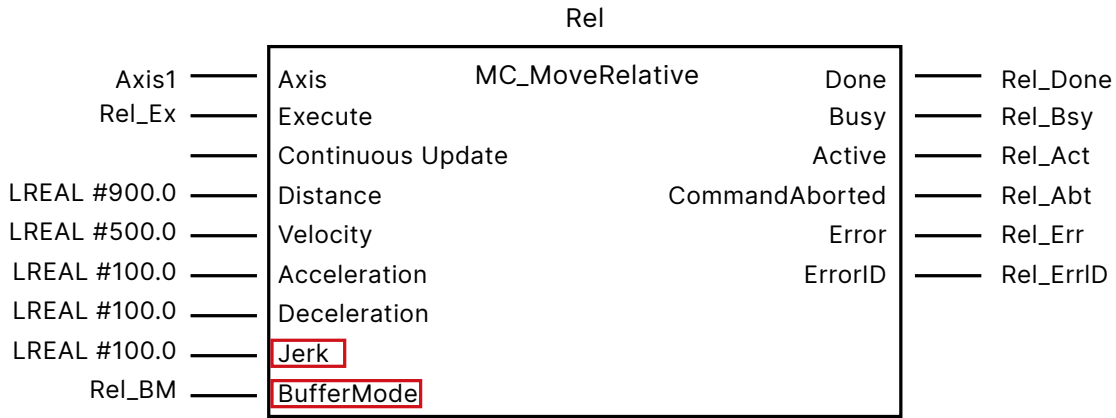 Rel
MC_MoveRelative
Axis1 Axis Done Rel_Done
Rel_Ex Execute Busy Rel_Bsy
Continuous Update Active Rel_Act
LREAL #900.0 Distance CommandAborted Rel_Abt
LREAL #500.0 Velocity Error Rel_Err
LREAL #100.0 Acceleration ErrorID Rel_ErrID
LREAL #100.0 Deceleration
LREAL #100.0 Jerk
Rel_BM BufferMode